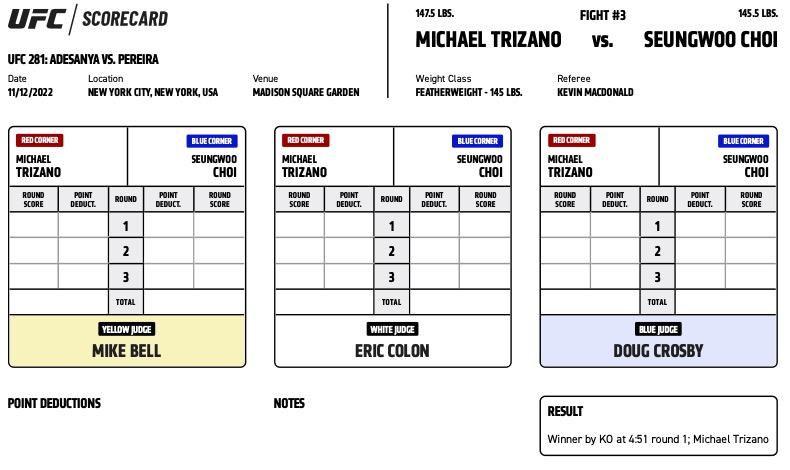 UFC SCORECARD
147.5 LBS. FIGHT #3 145.5 LBS.
MICHAEL TRIZANO vs. SEUNGWOO CHOI
UFC 281: ADESANYA VS. PEREIRA
Date Location Venue
11/12/2022 NEW YORK CITY, NEW YORK, USA MADISON SQUARE GARDEN
Weight Class Referee
FEATHERWEIGHT - 145 LBS. KEVIN MACDONALD
RED CORNER BLUE CORNER
MICHAEL SEUNGWOO
TRIZANO CHOI
ROUND POINT ROUND POINT ROUND
SCORE DEDUCT. DEDUCT. SCORE
1
2
3
TOTAL
YELLOW JUDGE
MIKE BELL
RED CORNER BLUE CORNER
MICHAEL SEUNGWOO
TRIZANO CHOI
ROUND POINT ROUND POINT ROUND
SCORE DEDUCT. DEDUCT. SCORE
1
2
3
TOTAL
WHITE JUDGE
ERIC COLON
RED CORNER BLUE CORNER
MICHAEL SEUNGWOO
TRIZANO CHOI
ROUND POINT ROUND POINT ROUND
SCORE DEDUCT. DEDUCT. SCORE
1
2
3
TOTAL
BLUE JUDGE
DOUG CROSBY
POINT DEDUCTIONS
NOTES
RESULT
Winner by KO at 4:51 round 1; Michael Trizano